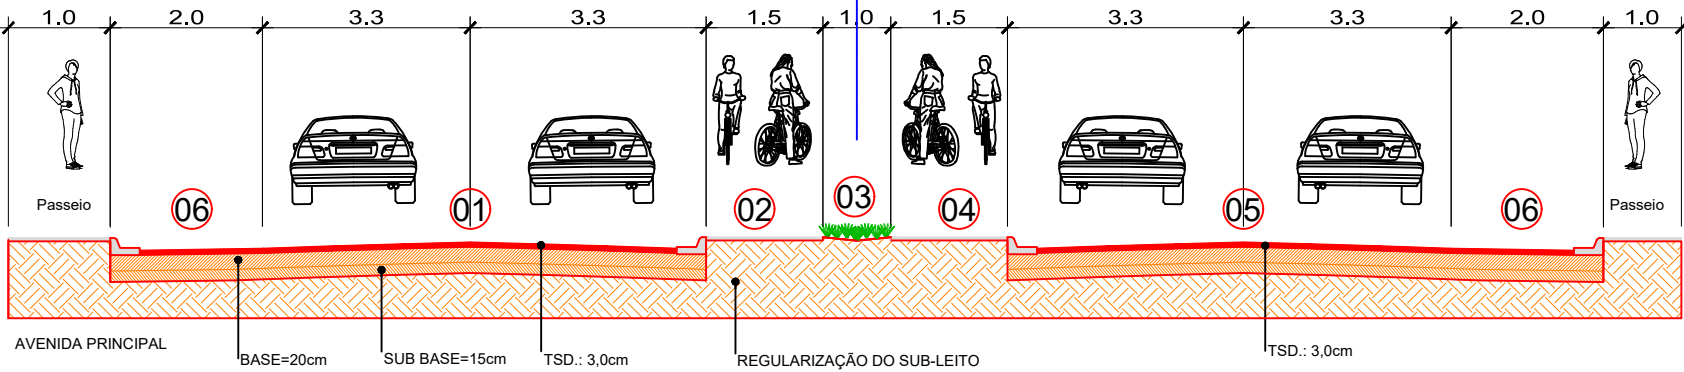 1.0 2.0 3.3 3.3 1.5 1.0 1.5 3.3 3.3 2.0 1.0
Passeio 06 01 02 03 04 05 06 Passeio
AVENIDA PRINCIPAL
BASE=20cm
SUB BASE=15cm
TSD.: 3,0cm
REGULARIZAÇÃO DO SUB-LEITO
TSD.: 3,0cm